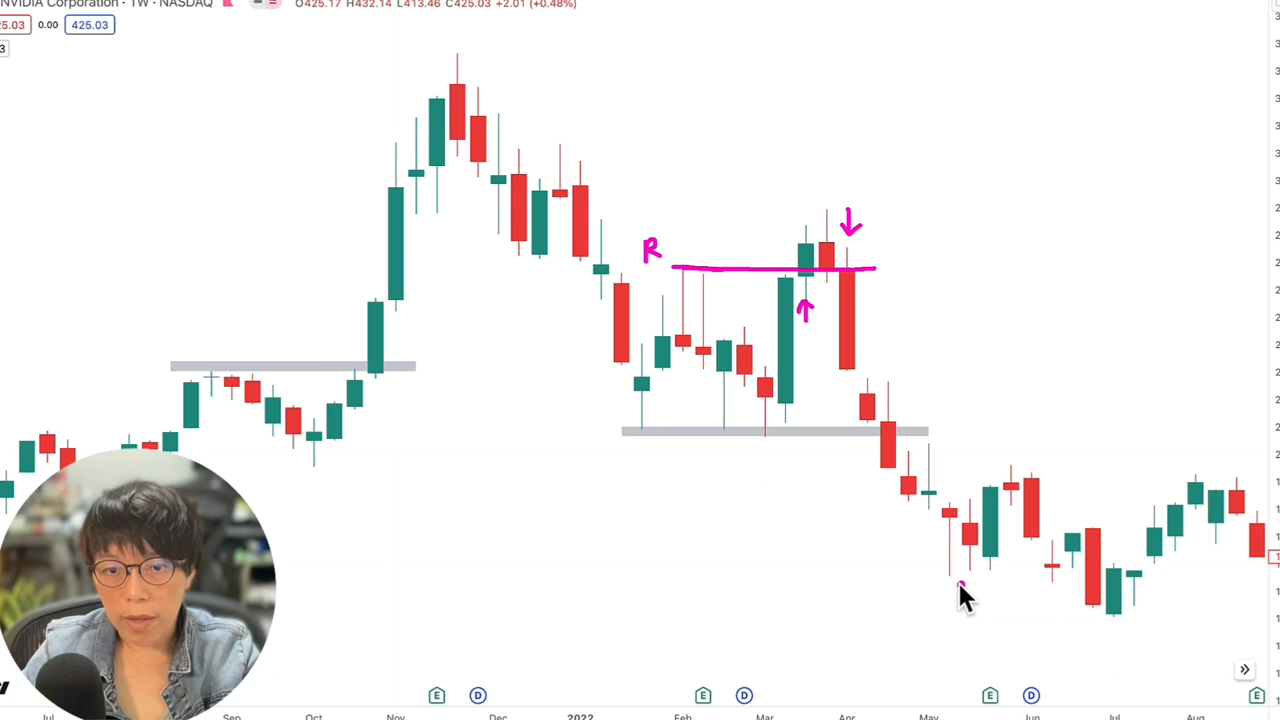 NVIDIA Corporation · 1W · NASDAQ O425.17 H432.14 L413.46 C425.03 +2.01 (+0.48%)
25.03 0.00 425.03
3
R
E D E D E D E
Jul Sep Oct Nov Dec 2022 Feb Mar Apr May Jun Jul Aug